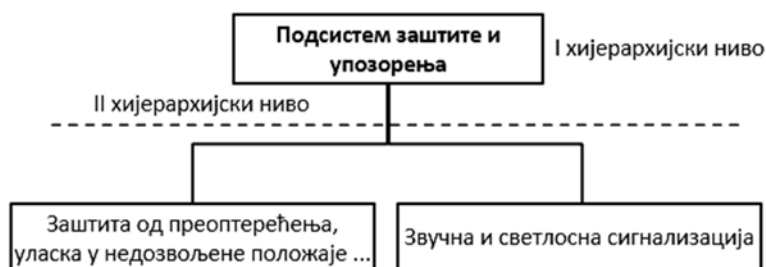 Подсистем заштите и
упозорења
I хијерархијски ниво
II хијерархијски ниво
Заштита од преоптерећења,
уласка у недозвољене положаје ...
Звучна и светлосна сигнализација